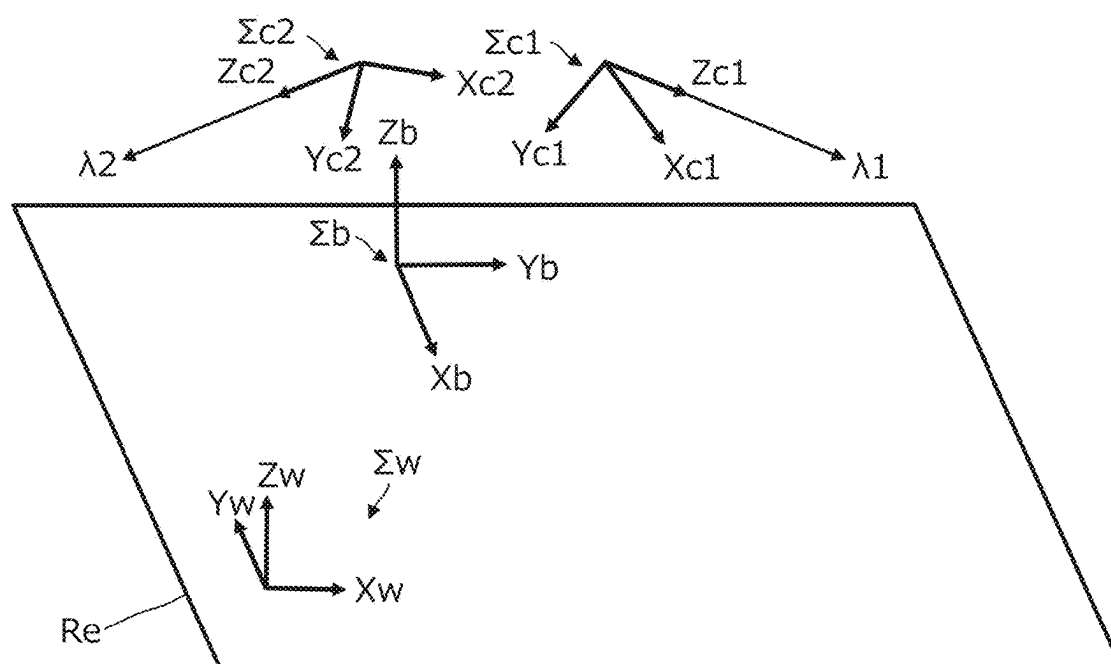 Σc2
Σc1
Zc2
Xc2
Zc1
Yc2
Zb
Yc1
Xc1
λ2
λ1
Σb
Yb
Xb
Σw
Zw
Yw
Xw
Re